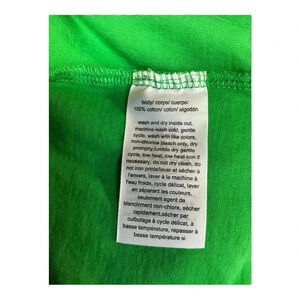 body/ corps/ cuerpo:
100% cotton/ coton/ algodón
wash and dry inside out,
machine wash cold, gentle
cycle, wash with like colors,
non-chlorine bleach only, dry
promptly,tumble dry gentle
cycle, low heat, low heat iron if
necessary, do not dry clean, do
not iron prints/laver et sécher à
l'envers, laver à la machine à
l'eau froide, cycle délicat, laver
en séparant les couleurs,
seulement agent de
blanchiment non-chlore, sécher
rapidement,sécher par
culbutage à cycle délicat, à
basse température, repasser à
basse température si